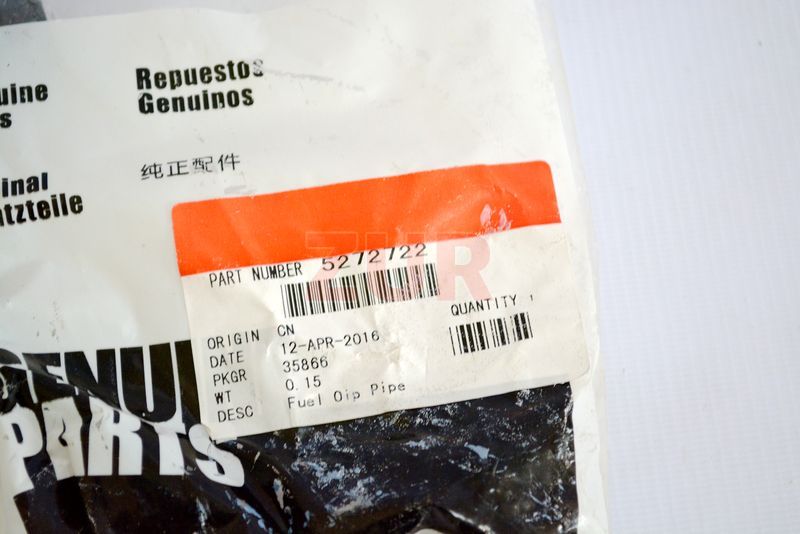 uine
s
Repuestos
Genuinos
inal
atzteile
纯正配件
ZUR
PART NUMBER 5272722
ORIGIN CN
QUANTITY 1
DATE 12-APR-2016
PKGR 35866
WT 0.15
DESC Fuel Oip Pipe
GENUI
PARTS